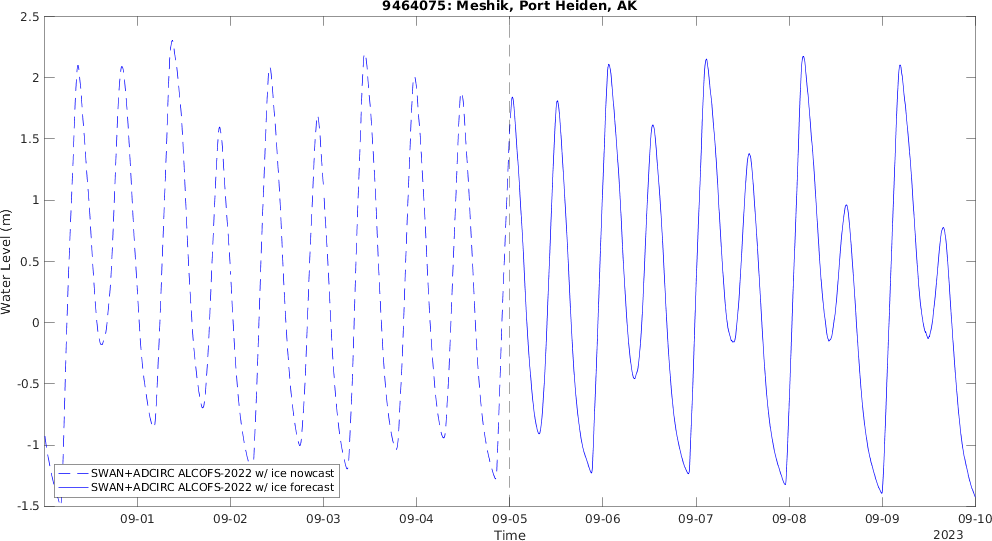 9464075: Meshik, Port Heiden, AK
Water Level (m)
2.5
2
1.5
1
0.5
0
-0.5
-1
-1.5
SWAN+ADCIRC ALCOFS-2022 w/ ice nowcast
SWAN+ADCIRC ALCOFS-2022 w/ ice forecast
09-01 09-02 09-03 09-04 09-05 09-06 09-07 09-08 09-09 09-10
Time
2023